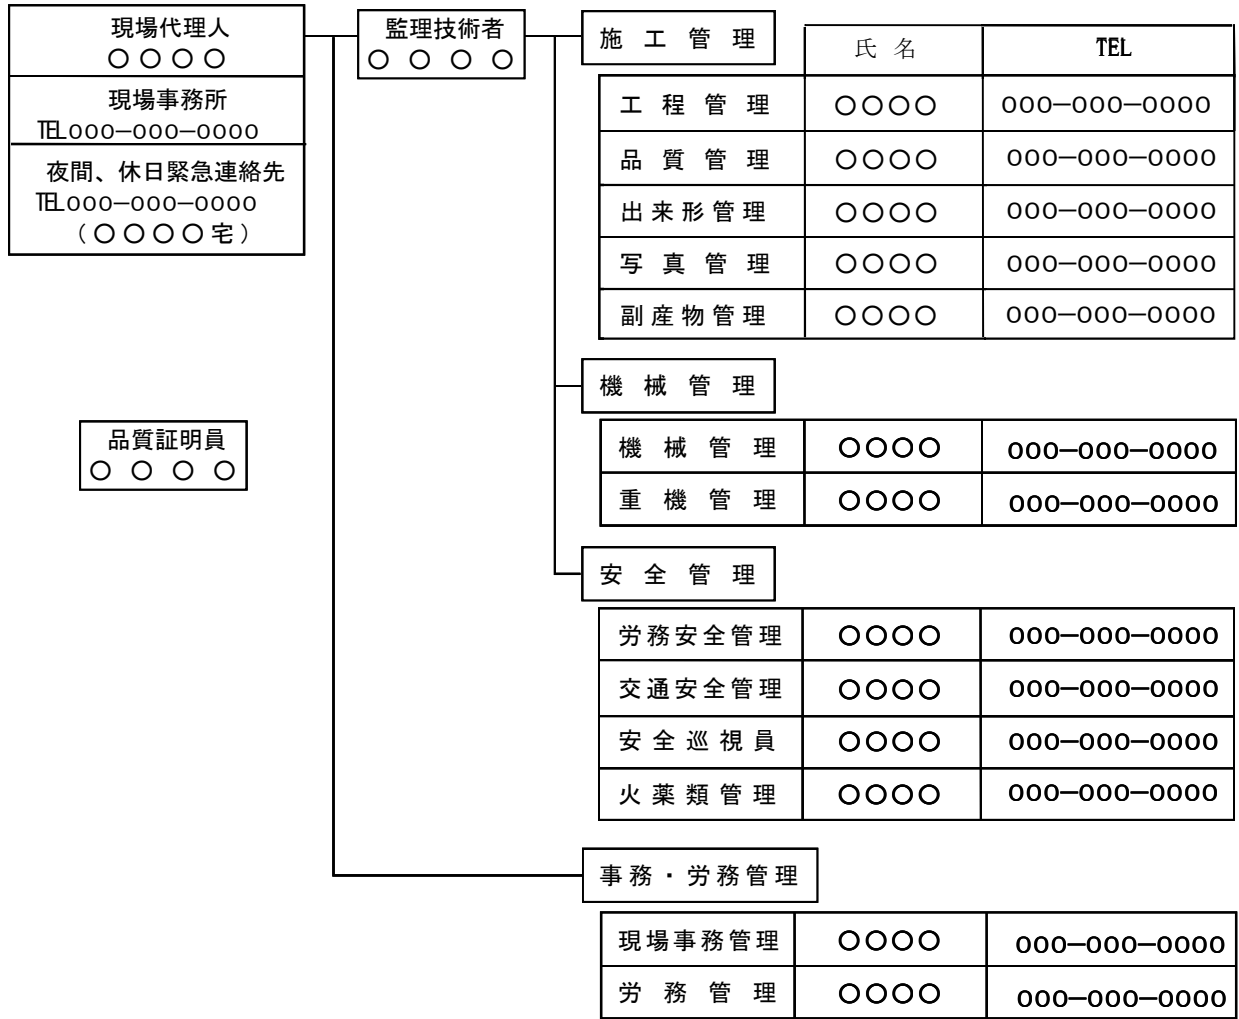 現場代理人
○○○○
現場事務所
TEL000-000-0000
夜間、休日緊急連絡先
TEL000-000-0000
(○○○○宅)
監理技術者
○ ○ ○ ○
品質証明員
○ ○ ○ ○
施 工 管 理
氏 名 TEL
工 程 管 理 ○○○○ 000-000-0000
品 質 管 理 ○○○○ 000-000-0000
出来形管理 ○○○○ 000-000-0000
写 真 管 理 ○○○○ 000-000-0000
副産物管理 ○○○○ 000-000-0000
機 械 管 理
機 械 管 理 ○○○○ 000-000-0000
重 機 管 理 ○○○○ 000-000-0000
安 全 管 理
労務安全管理 ○○○○ 000-000-0000
交通安全管理 ○○○○ 000-000-0000
安全巡視員 ○○○○ 000-000-0000
火薬類管理 ○○○○ 000-000-0000
事務・労務管理
現場事務管理 ○○○○ 000-000-0000
労 務 管 理 ○○○○ 000-000-0000